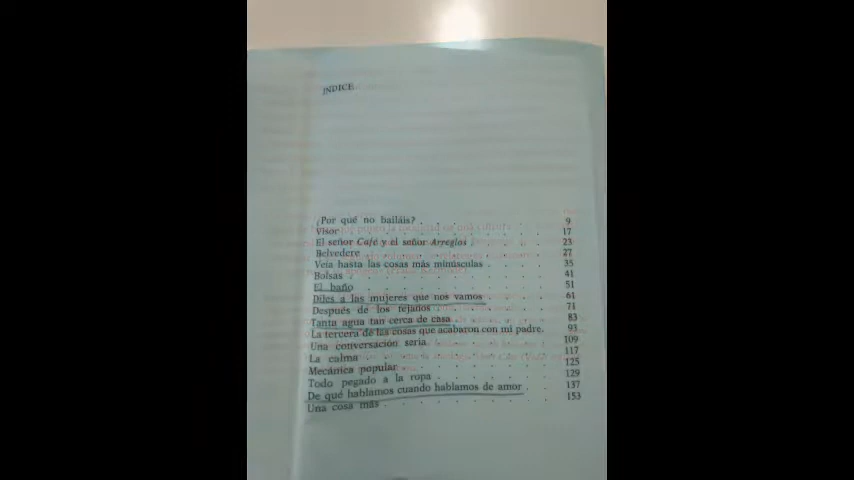 INDICE
¿Por qué no bailáis? . . . . . . . 9
Visor . . . . . . . 17
El señor Café y el señor Arreglos . . . . 23
Belvedere . . . . . . . 27
Veía hasta las cosas más minúsculas . . . . 35
Bolsas . . . . . . . 41
El baño . . . . . . . 51
Diles a las mujeres que nos vamos . . . . 61
Después de los tejanos . . . . . 71
Tanta agua tan cerca de casa . . . . . 83
La tercera de las cosas que acabaron con mi padre. 93
Una conversación seria . . . . . . 109
La calma . . . . . . . 117
Mecánica popular . . . . . . 125
Todo pegado a la ropa . . . . . . 129
De qué hablamos cuando hablamos de amor . . 137
Una cosa más . . . . . . . 153